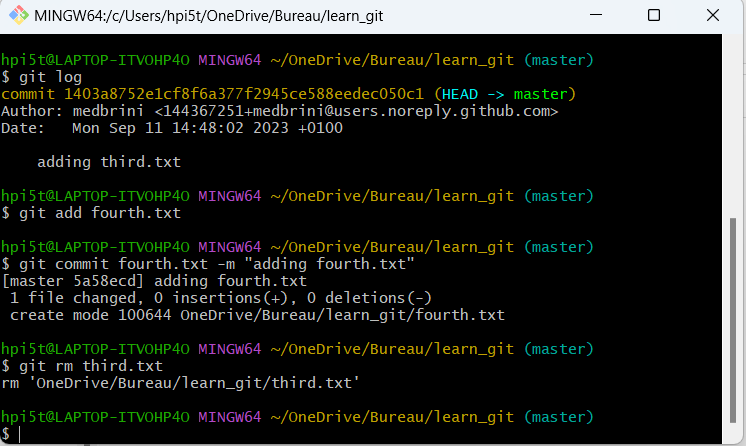 MINGW64:/c/Users/hpi5t/OneDrive/Bureau/learn_git
hpi5t@LAPTOP-ITVOHP4O MINGW64 ~/OneDrive/Bureau/learn_git (master)
$ git log
commit 1403a8752e1cf8f6a377f2945ce588eedec050c1 (HEAD -> master)
Author: medbrini <144367251+medbrini@users.noreply.github.com>
Date:   Mon Sep 11 14:48:02 2023 +0100
    adding third.txt
hpi5t@LAPTOP-ITVOHP4O MINGW64 ~/OneDrive/Bureau/learn_git (master)
$ git add fourth.txt
hpi5t@LAPTOP-ITVOHP4O MINGW64 ~/OneDrive/Bureau/learn_git (master)
$ git commit fourth.txt -m "adding fourth.txt"
[master 5a58ecd] adding fourth.txt
 1 file changed, 0 insertions(+), 0 deletions(-)
 create mode 100644 OneDrive/Bureau/learn_git/fourth.txt
hpi5t@LAPTOP-ITVOHP4O MINGW64 ~/OneDrive/Bureau/learn_git (master)
$ git rm third.txt
rm 'OneDrive/Bureau/learn_git/third.txt'
hpi5t@LAPTOP-ITVOHP4O MINGW64 ~/OneDrive/Bureau/learn_git (master)
$